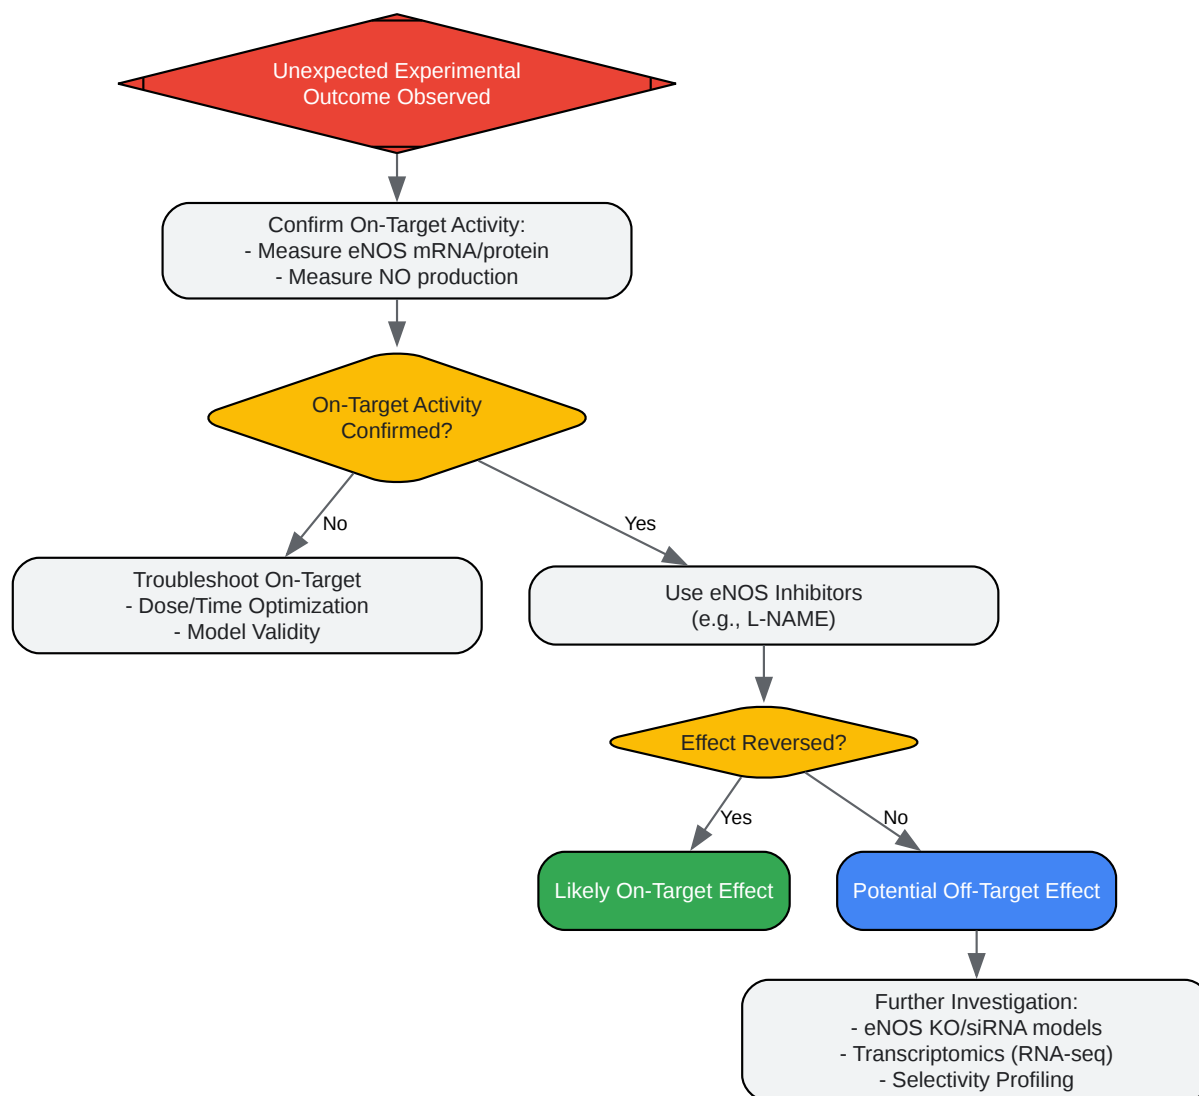 Unexpected Experimental
Outcome Observed
Confirm On-Target Activity:
- Measure eNOS mRNA/protein
- Measure NO production
On-Target Activity
Confirmed?
No
Yes
Troubleshoot On-Target
- Dose/Time Optimization
- Model Validity
Use eNOS Inhibitors
(e.g., L-NAME)
Effect Reversed?
Yes
No
Likely On-Target Effect
Potential Off-Target Effect
Further Investigation:
- eNOS KO/siRNA models
- Transcriptomics (RNA-seq)
- Selectivity Profiling